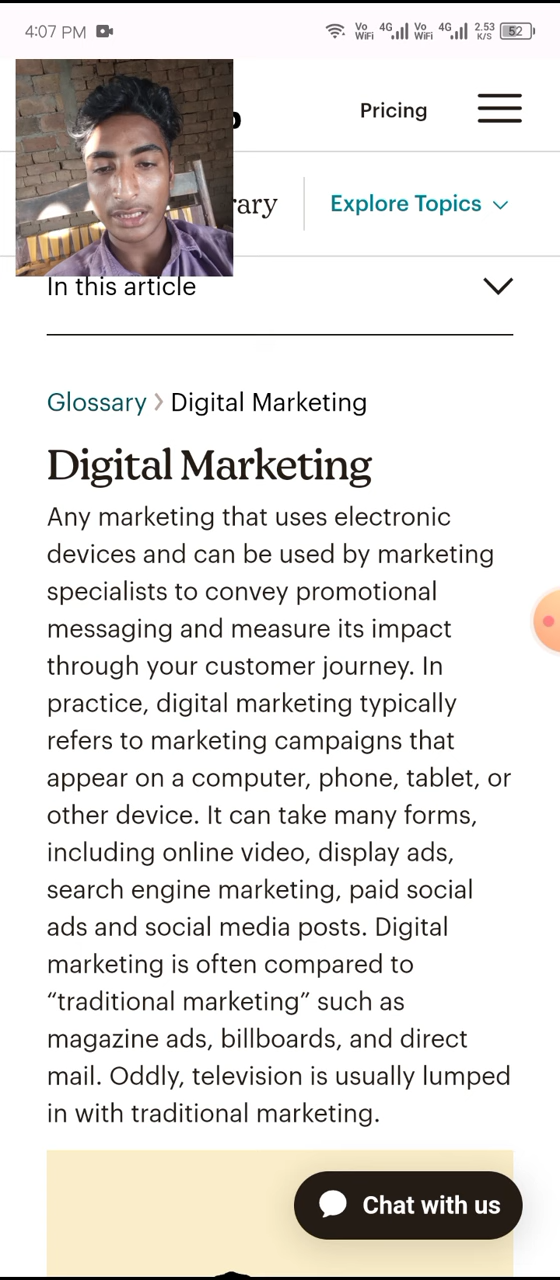 4:07 PM
Vo WiFi 4G Vo WiFi 4G 2.53 K/S 52
Pricing
Explore Topics
In this article
Glossary > Digital Marketing
Digital Marketing
Any marketing that uses electronic
devices and can be used by marketing
specialists to convey promotional
messaging and measure its impact
through your customer journey. In
practice, digital marketing typically
refers to marketing campaigns that
appear on a computer, phone, tablet, or
other device. It can take many forms,
including online video, display ads,
search engine marketing, paid social
ads and social media posts. Digital
marketing is often compared to
“traditional marketing” such as
magazine ads, billboards, and direct
mail. Oddly, television is usually lumped
in with traditional marketing.
Chat with us